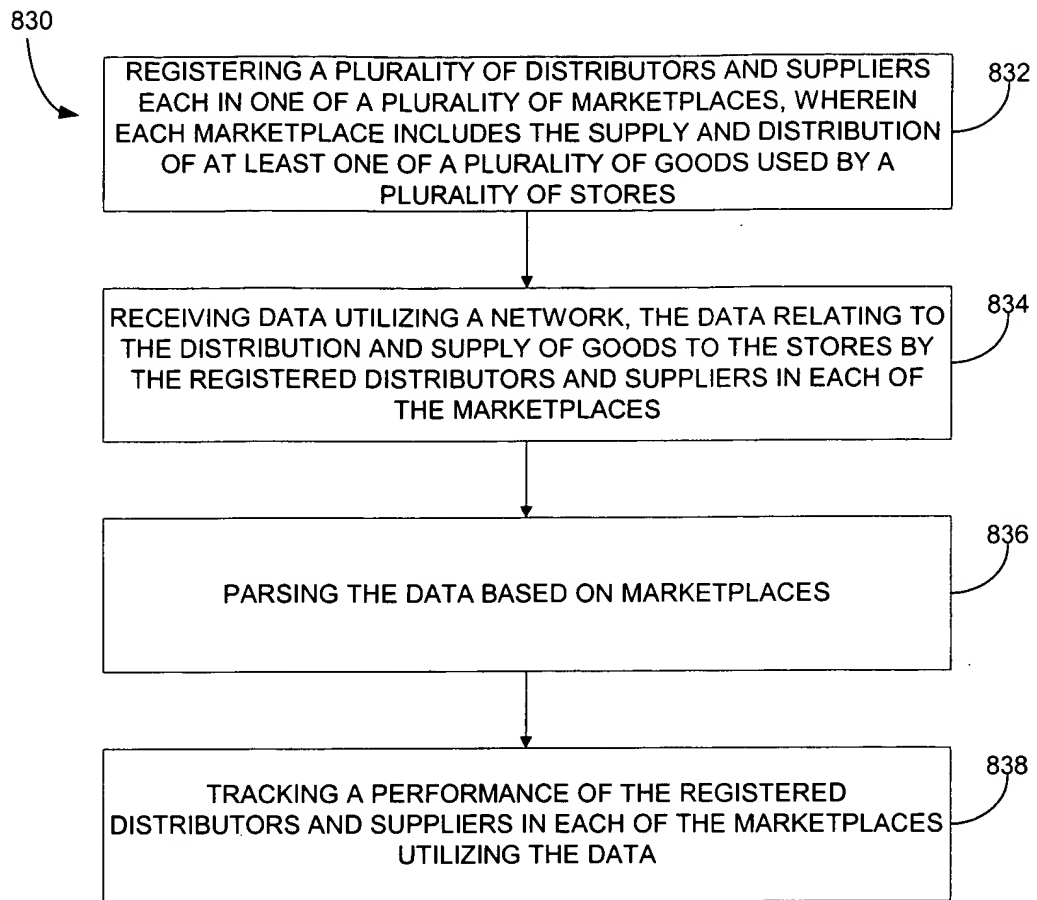 830
REGISTERING A PLURALITY OF DISTRIBUTORS AND SUPPLIERS
EACH IN ONE OF A PLURALITY OF MARKETPLACES, WHEREIN
EACH MARKETPLACE INCLUDES THE SUPPLY AND DISTRIBUTION
OF AT LEAST ONE OF A PLURALITY OF GOODS USED BY A
PLURALITY OF STORES
832
RECEIVING DATA UTILIZING A NETWORK, THE DATA RELATING TO
THE DISTRIBUTION AND SUPPLY OF GOODS TO THE STORES BY
THE REGISTERED DISTRIBUTORS AND SUPPLIERS IN EACH OF
THE MARKETPLACES
834
PARSING THE DATA BASED ON MARKETPLACES
836
TRACKING A PERFORMANCE OF THE REGISTERED
DISTRIBUTORS AND SUPPLIERS IN EACH OF THE MARKETPLACES
UTILIZING THE DATA
838